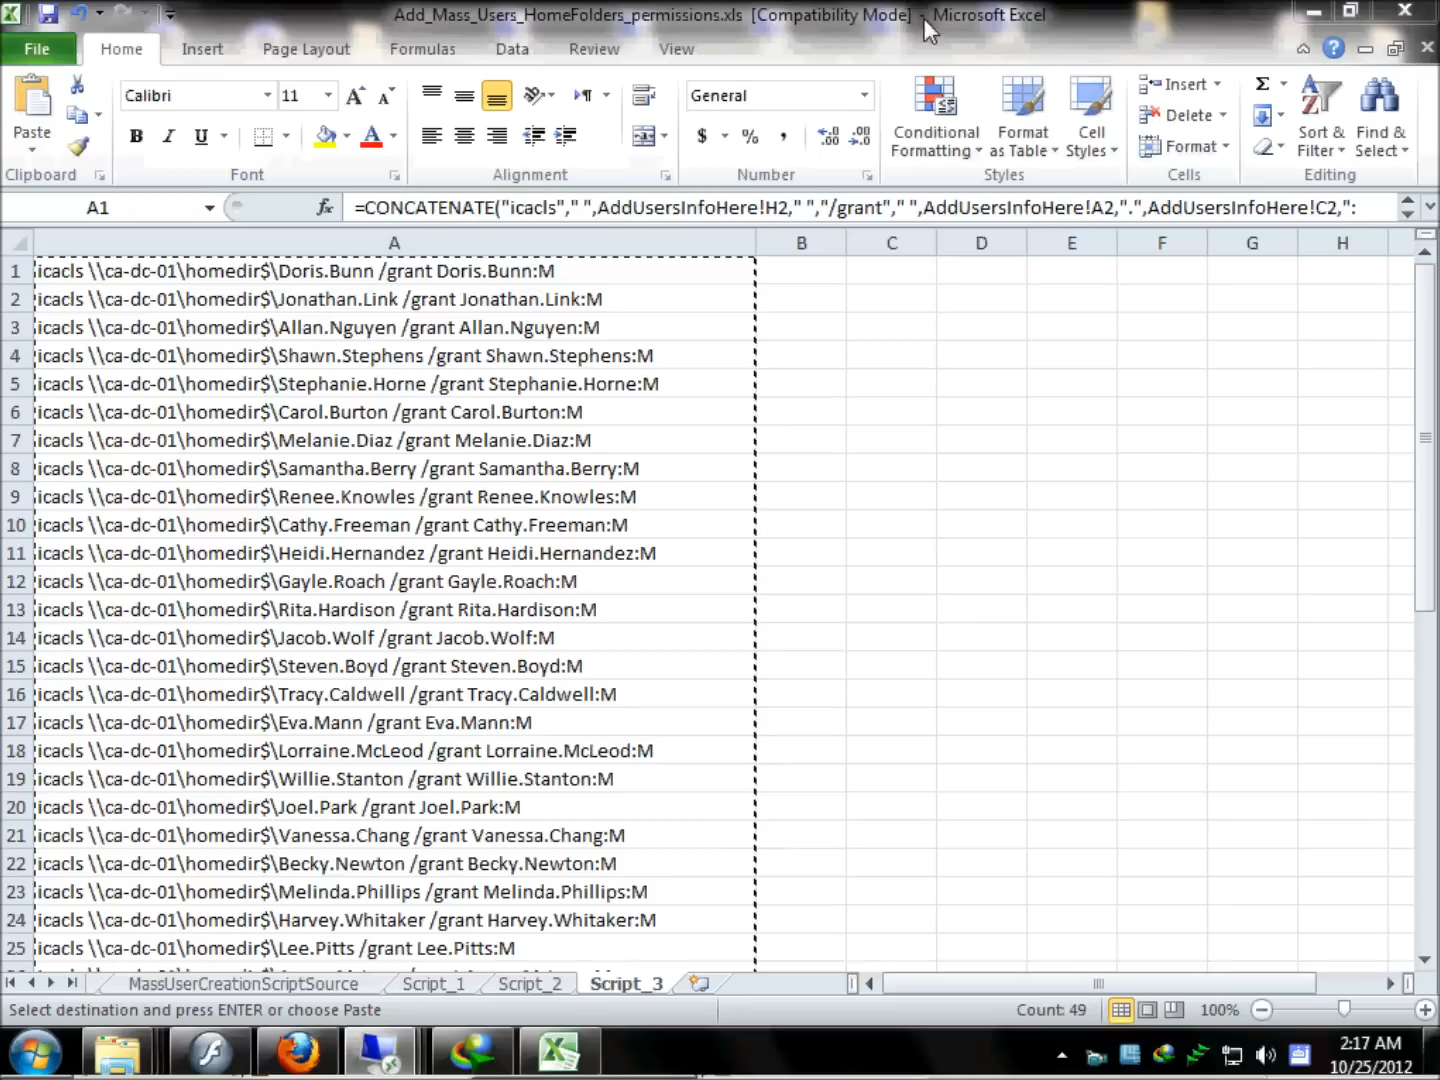 Add_Mass_Users_HomeFolders_permissions.xls [Compatibility Mode] - Microsoft Excel
File Home Insert Page Layout Formulas Data Review View
Paste
Calibri 11
B I U
General
$ %
Conditional Formatting
Format as Table
Cell Styles
Insert
Delete
Format
Sort & Filter
Find & Select
Clipboard Font Alignment Number Styles Cells Editing
A1 fx =CONCATENATE("icacls"," ",AddUsersInfoHere!H2," ","/grant"," ",AddUsersInfoHere!A2,".",AddUsersInfoHere!C2,":
A B C D E F G H
1 icacls \\ca-dc-01\homedir$\Doris.Bunn /grant Doris.Bunn:M
2 icacls \\ca-dc-01\homedir$\Jonathan.Link /grant Jonathan.Link:M
3 icacls \\ca-dc-01\homedir$\Allan.Nguyen /grant Allan.Nguyen:M
4 icacls \\ca-dc-01\homedir$\Shawn.Stephens /grant Shawn.Stephens:M
5 icacls \\ca-dc-01\homedir$\Stephanie.Horne /grant Stephanie.Horne:M
6 icacls \\ca-dc-01\homedir$\Carol.Burton /grant Carol.Burton:M
7 icacls \\ca-dc-01\homedir$\Melanie.Diaz /grant Melanie.Diaz:M
8 icacls \\ca-dc-01\homedir$\Samantha.Berry /grant Samantha.Berry:M
9 icacls \\ca-dc-01\homedir$\Renee.Knowles /grant Renee.Knowles:M
10 icacls \\ca-dc-01\homedir$\Cathy.Freeman /grant Cathy.Freeman:M
11 icacls \\ca-dc-01\homedir$\Heidi.Hernandez /grant Heidi.Hernandez:M
12 icacls \\ca-dc-01\homedir$\Gayle.Roach /grant Gayle.Roach:M
13 icacls \\ca-dc-01\homedir$\Rita.Hardison /grant Rita.Hardison:M
14 icacls \\ca-dc-01\homedir$\Jacob.Wolf /grant Jacob.Wolf:M
15 icacls \\ca-dc-01\homedir$\Steven.Boyd /grant Steven.Boyd:M
16 icacls \\ca-dc-01\homedir$\Tracy.Caldwell /grant Tracy.Caldwell:M
17 icacls \\ca-dc-01\homedir$\Eva.Mann /grant Eva.Mann:M
18 icacls \\ca-dc-01\homedir$\Lorraine.McLeod /grant Lorraine.McLeod:M
19 icacls \\ca-dc-01\homedir$\Willie.Stanton /grant Willie.Stanton:M
20 icacls \\ca-dc-01\homedir$\Joel.Park /grant Joel.Park:M
21 icacls \\ca-dc-01\homedir$\Vanessa.Chang /grant Vanessa.Chang:M
22 icacls \\ca-dc-01\homedir$\Becky.Newton /grant Becky.Newton:M
23 icacls \\ca-dc-01\homedir$\Melinda.Phillips /grant Melinda.Phillips:M
24 icacls \\ca-dc-01\homedir$\Harvey.Whitaker /grant Harvey.Whitaker:M
25 icacls \\ca-dc-01\homedir$\Lee.Pitts /grant Lee.Pitts:M
MassUserCreationScriptSource Script_1 Script_2 Script_3
Select destination and press ENTER or choose Paste Count: 49 100%
2:17 AM
10/25/2012